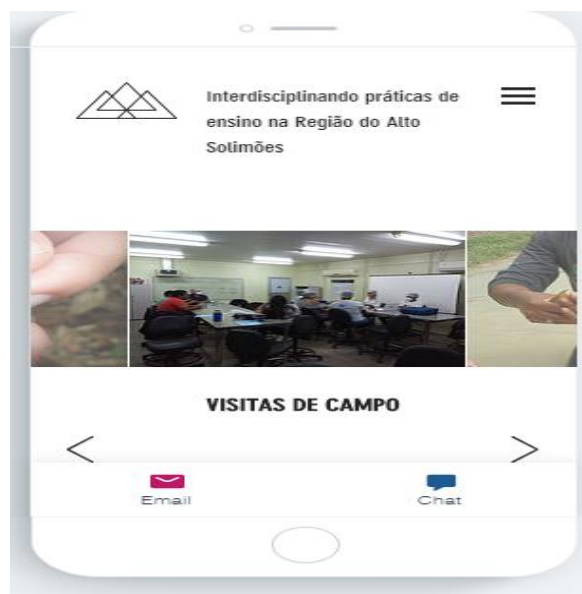 Interdisciplinando práticas de
ensino na Região do Alto
Solimões
VISITAS DE CAMPO
Email
Chat